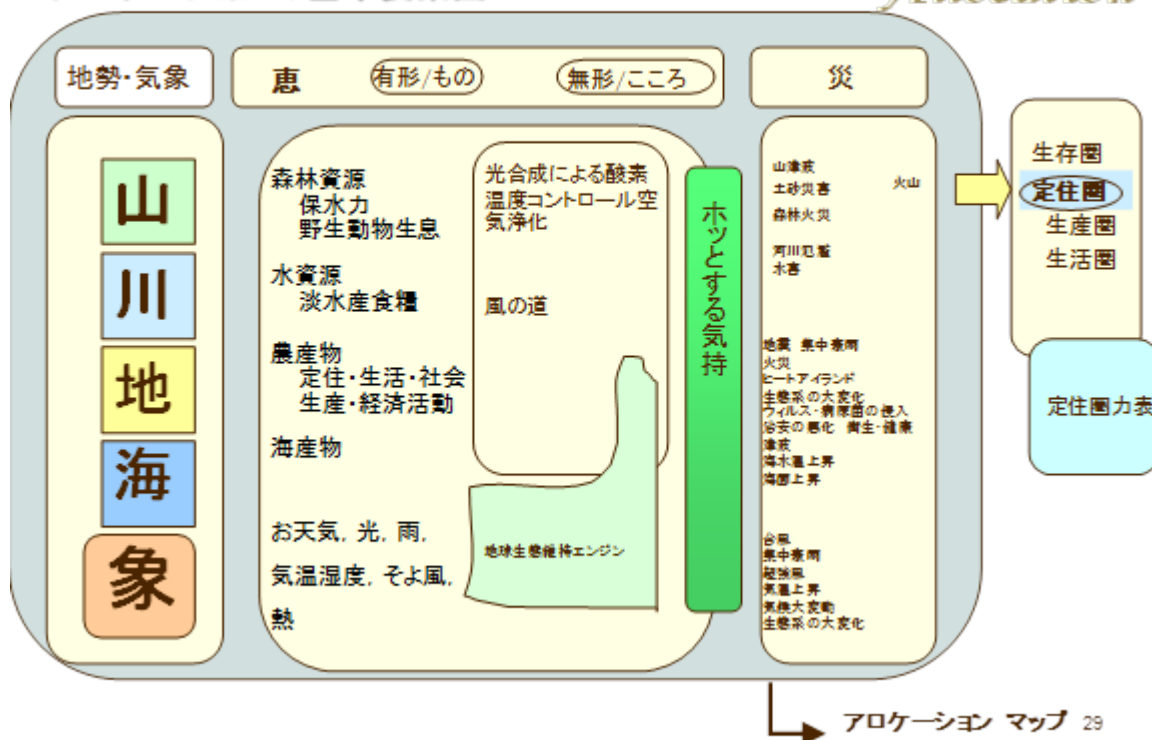 地勢・気象
恵
有形/もの
無形/こころ
災
山
川
地
海
象
森林資源
保水力
野生動物生息
水資源
淡水産食糧
農産物
定住・生活・社会
生産・経済活動
海産物
お天気, 光, 雨,
気温湿度, そよ風,
熱
光合成による酸素
温度コントロール空
気浄化
風の道
地球生態維持エンジン
ホッとする気持
山津波
土砂災害
火山
森林火災
河川氾濫
水害
地震 集中豪雨
火災
ヒートアイランド
生態系の大変化
ウィルス・病原菌の侵入
治安の悪化 衛生・健康
津波
海水温上昇
海面上昇
台風
集中豪雨
超強風
気温上昇
気候大変動
生態系の大変化
生存圏
定住圏
生産圏
生活圏
定住圏力表
アロケーション マップ 29